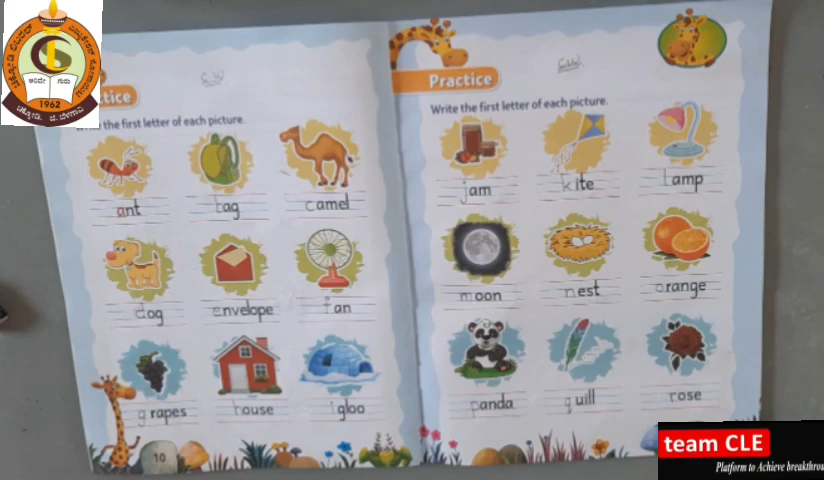 ಅರಿವೇ ಗುರು
1962
C.W.
Practice
Write the first letter of each picture.
ant bag camel
dog envelope fan
grapes house igloo
10
C.W.
Practice
Write the first letter of each picture.
jam kite lamp
moon nest orange
panda quill rose
team CLE
Platform to Achieve